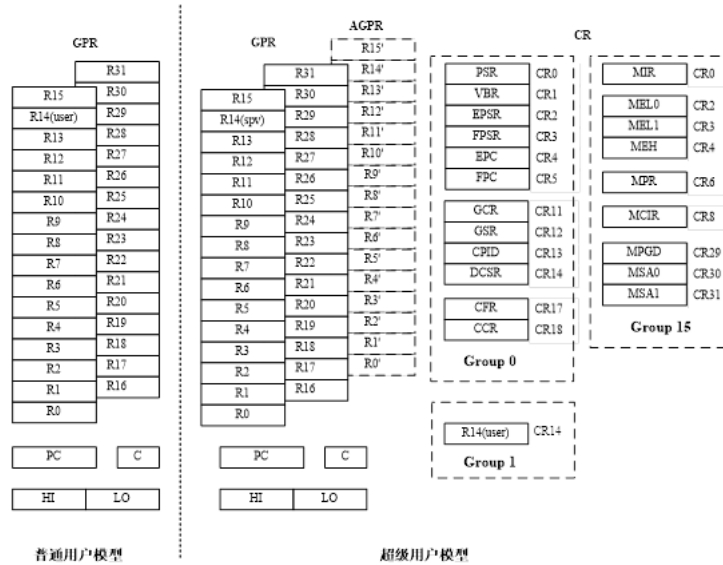 GPR
R31
R15
R30
R14(user)
R29
R13
R28
R12
R27
R11
R26
R10
R25
R9
R24
R8
R23
R7
R22
R6
R21
R5
R20
R4
R19
R3
R18
R2
R17
R1
R16
R0
PC C
HI LO
普通用户模型
GPR
R31
R15
R30
R14(spv)
R29
R13
R28
R12
R27
R11
R26
R10
R25
R9
R24
R8
R23
R7
R22
R6
R21
R5
R20
R4
R19
R3
R18
R2
R17
R1
R16
R0
PC C
HI LO
AGPR
R15'
R14'
R13'
R12'
R11'
R10'
R9'
R8'
R7'
R6'
R5'
R4'
R3'
R2'
R1'
R0'
CR
PSR CR0
VBR CR1
EPSR CR2
FPSR CR3
EPC CR4
FPC CR5
GCR CR11
GSR CR12
CPID CR13
DCSR CR14
CFR CR17
CCR CR18
Group 0
R14(user) CR14
Group 1
MIR CR0
MEL0 CR2
MEL1 CR3
MEH CR4
MPR CR6
MCIR CR8
MPGD CR29
MSA0 CR30
MSA1 CR31
Group 15
超级用户模型